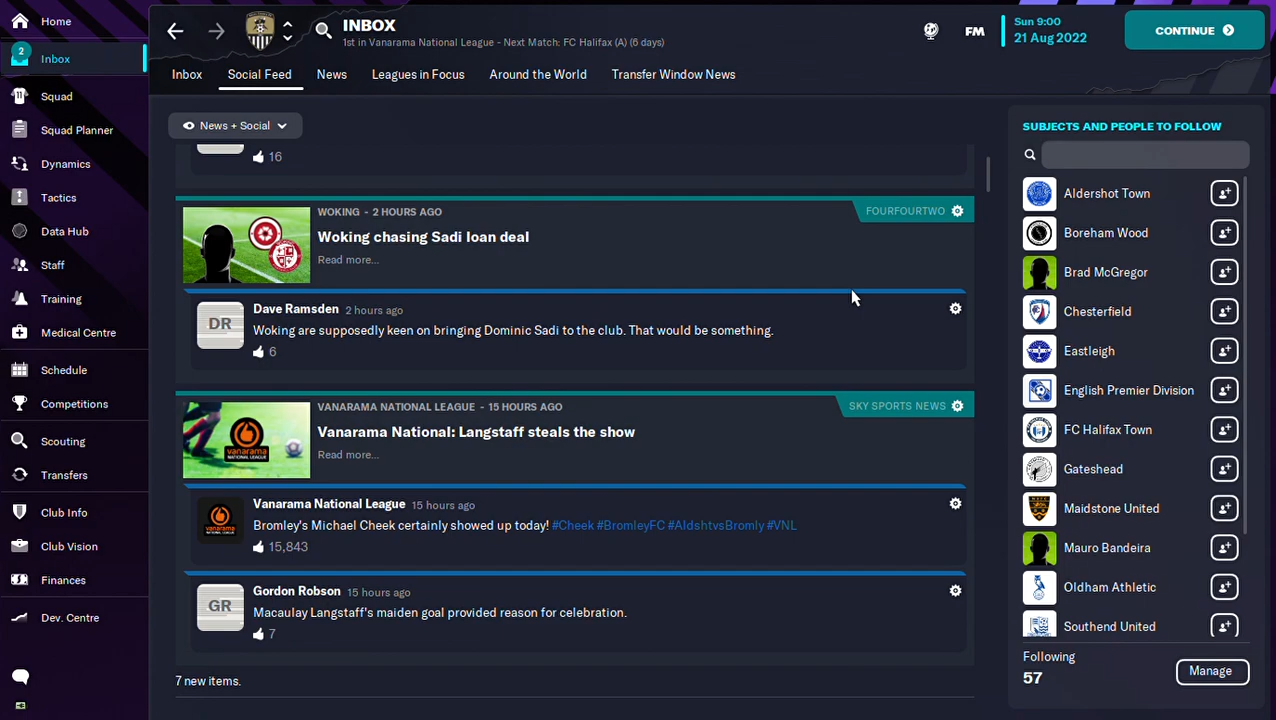 Home
2
Inbox
Squad
Squad Planner
Dynamics
Tactics
Data Hub
Staff
Training
Medical Centre
Schedule
Competitions
Scouting
Transfers
Club Info
Club Vision
Finances
Dev. Centre
INBOX
1st in Vanarama National League - Next Match: FC Halifax (A) (6 days)
FM
Sun 9:00
21 Aug 2022
CONTINUE
Inbox
Social Feed
News
Leagues in Focus
Around the World
Transfer Window News
News + Social
16
WOKING - 2 HOURS AGO
FOURFOURTWO
Woking chasing Sadi loan deal
Read more...
DR
Dave Ramsden 2 hours ago
Woking are supposedly keen on bringing Dominic Sadi to the club. That would be something.
6
VANARAMA NATIONAL LEAGUE - 15 HOURS AGO
SKY SPORTS NEWS
Vanarama National: Langstaff steals the show
Read more...
vanarama
Vanarama National League 15 hours ago
Bromley's Michael Cheek certainly showed up today! #Cheek #BromleyFC #AldshtvsBromly #VNL
15,843
GR
Gordon Robson 15 hours ago
Macaulay Langstaff's maiden goal provided reason for celebration.
7
7 new items.
SUBJECTS AND PEOPLE TO FOLLOW
Aldershot Town
Boreham Wood
Brad McGregor
Chesterfield
Eastleigh
English Premier Division
FC Halifax Town
Gateshead
Maidstone United
Mauro Bandeira
Oldham Athletic
Southend United
Following
57
Manage